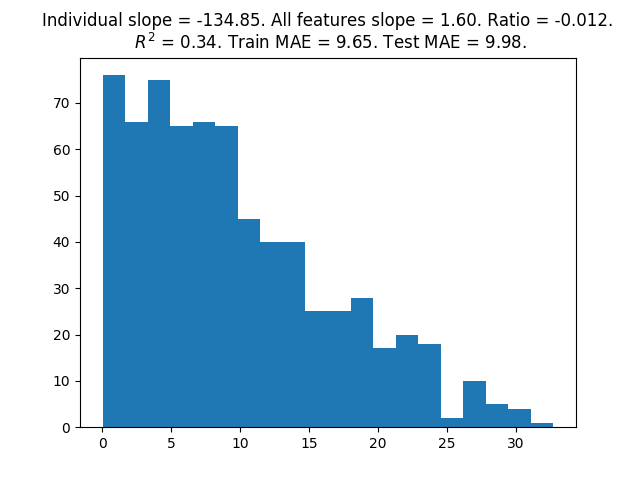 Individual slope = -134.85. All features slope = 1.60. Ratio = -0.012.
R² = 0.34. Train MAE = 9.65. Test MAE = 9.98.
70
60
50
40
30
20
10
0
0 5 10 15 20 25 30